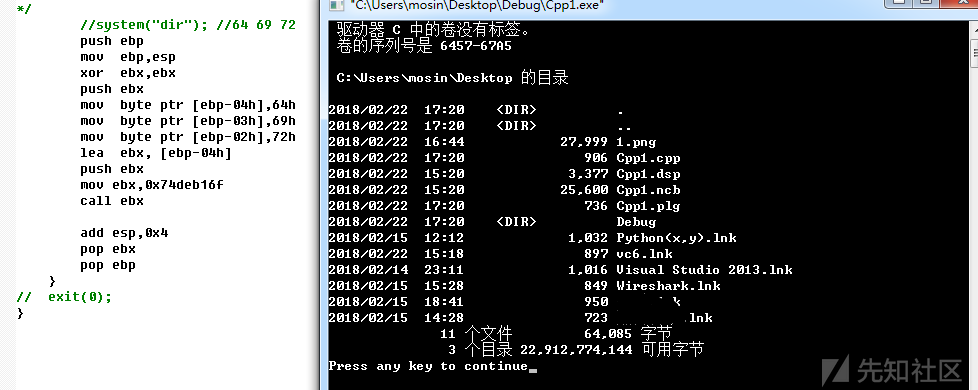 */
//system("dir"); //64 69 72
push ebp
mov ebp,esp
xor ebx,ebx
push ebx
mov byte ptr [ebp-04h],64h
mov byte ptr [ebp-03h],69h
mov byte ptr [ebp-02h],72h
lea ebx, [ebp-04h]
push ebx
mov ebx,0x74deb16f
call ebx
add esp,0x4
pop ebx
pop ebp
}
// exit(0);
}
"C:\Users\mosin\Desktop\Debug\Cpp1.exe"
驱动器 C 中的卷没有标签。
卷的序列号是 6457-67A5
C:\Users\mosin\Desktop 的目录
2018/02/22 17:20 <DIR> .
2018/02/22 17:20 <DIR> ..
2018/02/22 16:44 27,999 1.png
2018/02/22 17:20 906 Cpp1.cpp
2018/02/22 15:20 3,377 Cpp1.dsp
2018/02/22 15:20 25,600 Cpp1.ncb
2018/02/22 17:20 736 Cpp1.plg
2018/02/22 17:20 <DIR> Debug
2018/02/15 12:12 1,032 Python(x,y).lnk
2018/02/22 15:18 897 vc6.lnk
2018/02/14 23:11 1,016 Visual Studio 2013.lnk
2018/02/15 15:28 849 Wireshark.lnk
2018/02/15 18:41 950
2018/02/15 14:28 723 .lnk
11 个文件 64,085 字节
3 个目录 22,912,774,144 可用字节
Press any key to continue_
先知社区